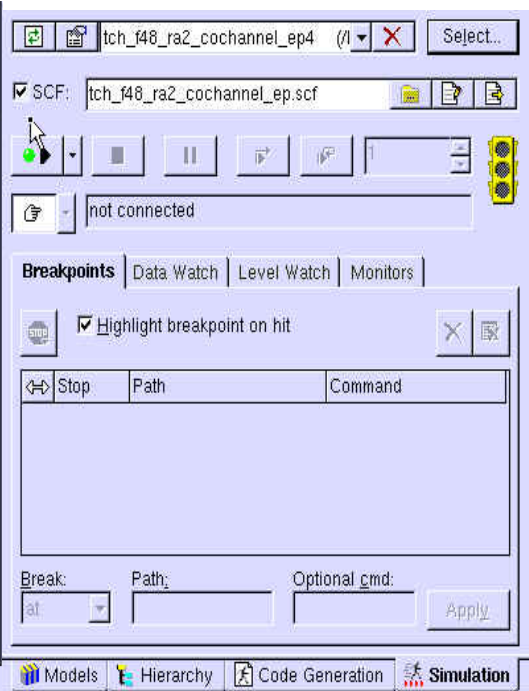 tch_f48_ra2_cochannel_ep4 (/l Select...
SCF: tch_f48_ra2_cochannel_ep.scf
1
not connected
Breakpoints Data Watch Level Watch Monitors
STOP Highlight breakpoint on hit
Stop Path Command
Break: Path: Optional cmd:
at Apply
Models Hierarchy Code Generation Simulation